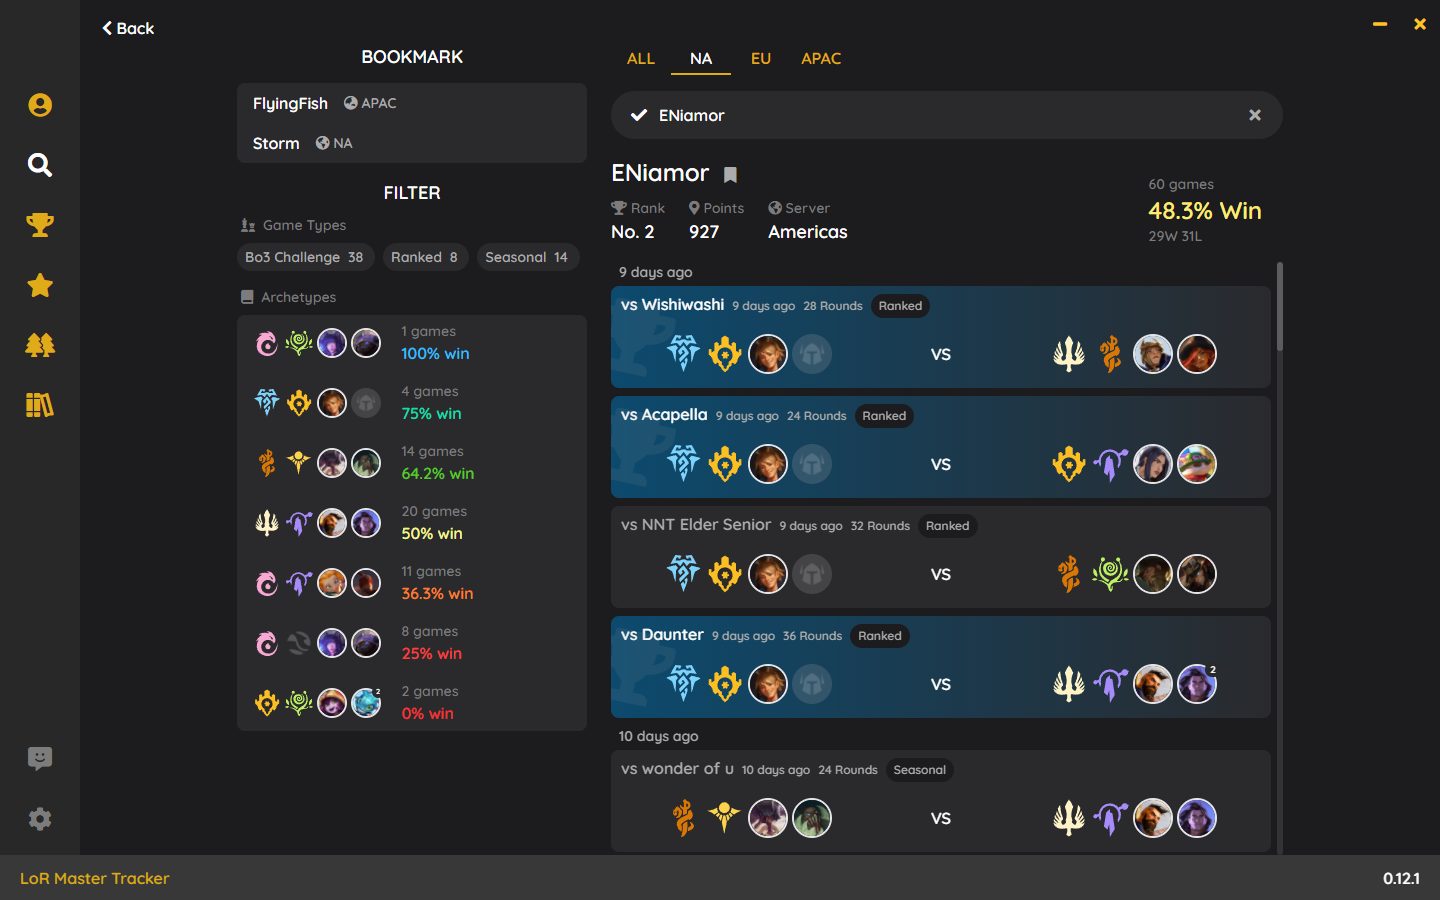 Back
BOOKMARK
FlyingFish APAC
Storm NA
FILTER
Game Types
Bo3 Challenge 38 Ranked 8 Seasonal 14
Archetypes
1 games
100% win
4 games
75% win
14 games
64.2% win
20 games
50% win
11 games
36.3% win
8 games
25% win
2
2 games
0% win
ALL NA EU APAC
ENiamor
ENiamor
Rank Points Server
No. 2 927 Americas
60 games
48.3% Win
29W 31L
9 days ago
vs Wishiwashi 9 days ago 28 Rounds Ranked
VS
vs Acapella 9 days ago 24 Rounds Ranked
VS
vs NNT Elder Senior 9 days ago 32 Rounds Ranked
VS
vs Daunter 9 days ago 36 Rounds Ranked
VS 2
10 days ago
vs wonder of u 10 days ago 24 Rounds Seasonal
VS
LoR Master Tracker 0.12.1